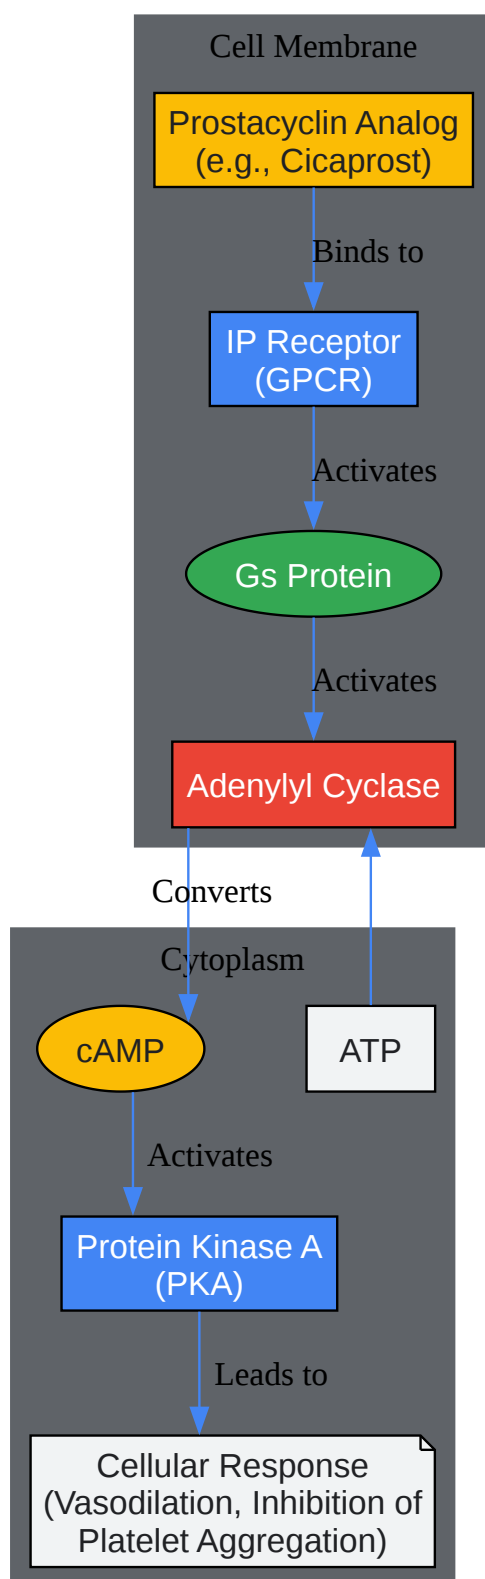 Cell Membrane
Prostacyclin Analog
(e.g., Cicaprost)
Binds to
IP Receptor
(GPCR)
Activates
Gs Protein
Activates
Adenylyl Cyclase
Converts
Cytoplasm
cAMP
ATP
Activates
Protein Kinase A
(PKA)
Leads to
Cellular Response
(Vasodilation, Inhibition of
Platelet Aggregation)